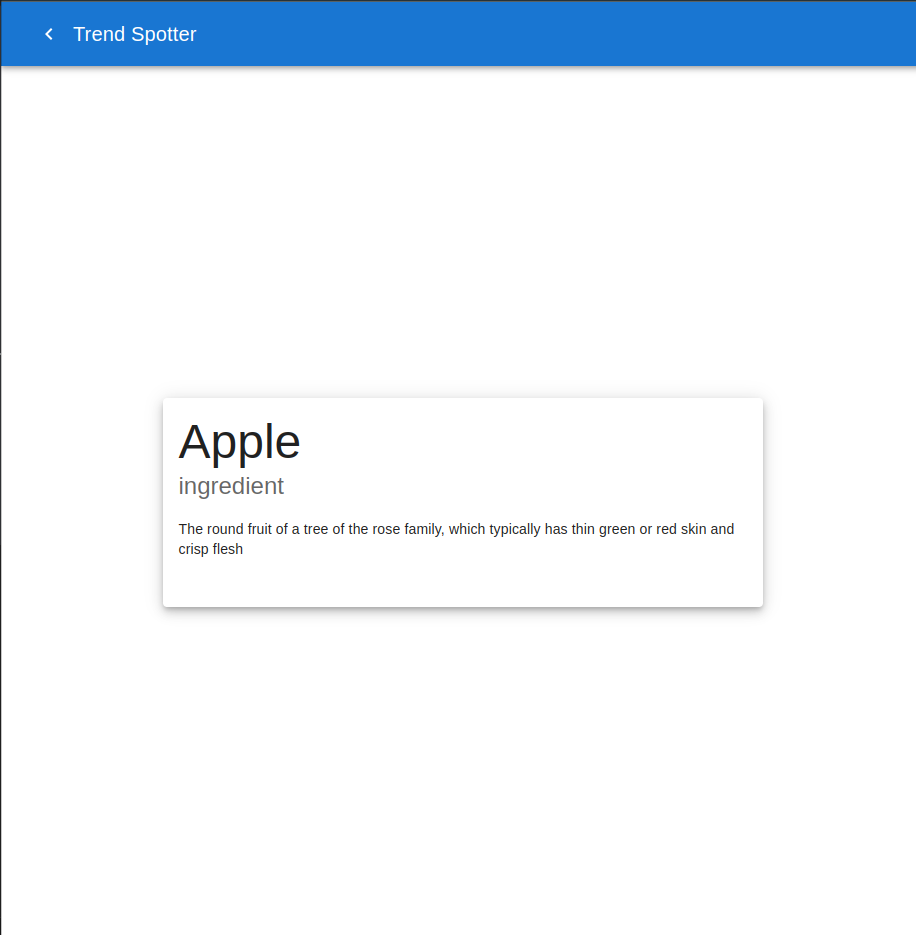 Trend Spotter
Apple
ingredient
The round fruit of a tree of the rose family, which typically has thin green or red skin and
crisp flesh